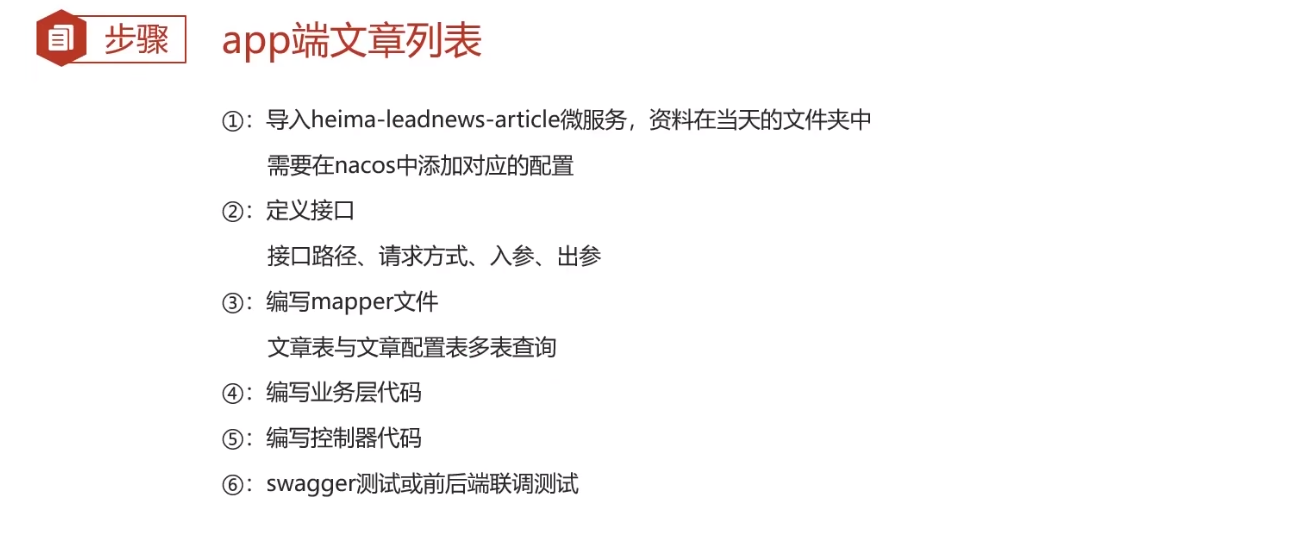 步骤
app端文章列表
①：导入heima-leadnews-article微服务，资料在当天的文件夹中
需要在nacos中添加对应的配置
②：定义接口
接口路径、请求方式、入参、出参
③：编写mapper文件
文章表与文章配置表多表查询
④：编写业务层代码
⑤：编写控制器代码
⑥：swagger测试或前后端联调测试